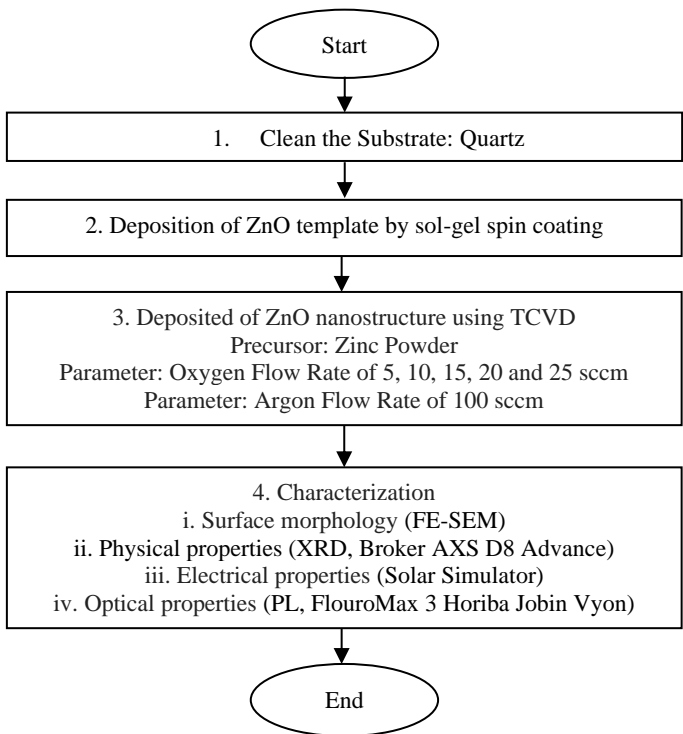 Start
1. Clean the Substrate: Quartz
2. Deposition of ZnO template by sol-gel spin coating
3. Deposited of ZnO nanostructure using TCVD
Precursor: Zinc Powder
Parameter: Oxygen Flow Rate of 5, 10, 15, 20 and 25 sccm
Parameter: Argon Flow Rate of 100 sccm
4. Characterization
i. Surface morphology (FE-SEM)
ii. Physical properties (XRD, Broker AXS D8 Advance)
iii. Electrical properties (Solar Simulator)
iv. Optical properties (PL, FlouroMax 3 Horiba Jobin Vyon)
End